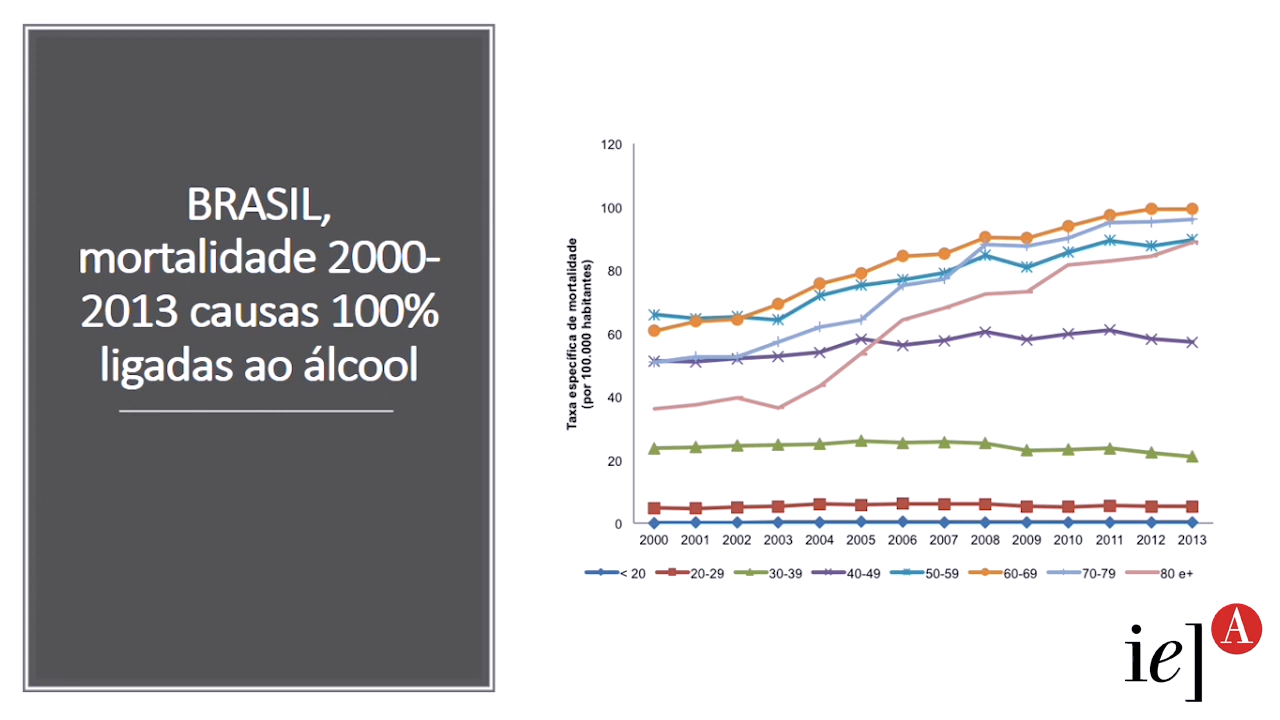 BRASIL,
mortalidade 2000-
2013 causas 100%
ligadas ao álcool
Taxa específica de mortalidade
(por 100.000 habitantes)
120
100
80
60
40
20
0
2000 2001 2002 2003 2004 2005 2006 2007 2008 2009 2010 2011 2012 2013
< 20 20-29 30-39 40-49 50-59 60-69 70-79 80 e+
ie] A